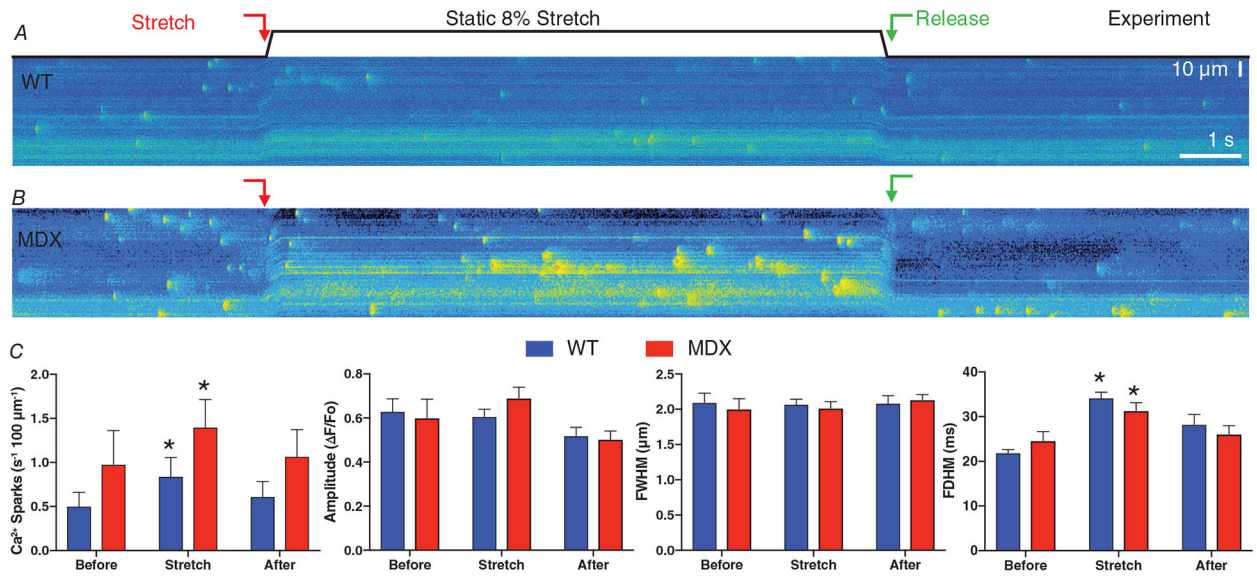 A Stretch Static 8% Stretch Release Experiment
WT
10 µm
1 s
B
MDX
C WT MDX
Ca²⁺ Sparks (s⁻¹ 100 µm⁻¹)
2.0
1.5
1.0
0.5
0.0
* *
Before Stretch After
Amplitude (ΔF/Fo)
0.8
0.6
0.4
0.2
0.0
Before Stretch After
FWHM (µm)
2.5
2.0
1.5
1.0
0.5
0.0
Before Stretch After
FDHM (ms)
40
30
20
10
0
* *
Before Stretch After